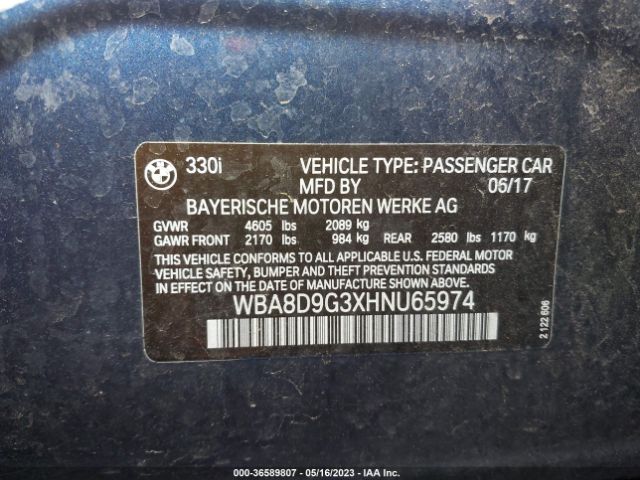 330i VEHICLE TYPE: PASSENGER CAR
MFD BY 06/17
BAYERISCHE MOTOREN WERKE AG
GVWR 4605 lbs 2089 kg
GAWR FRONT 2170 lbs 984 kg REAR 2580 lbs 1170 kg
THIS VEHICLE CONFORMS TO ALL APPLICABLE U.S. FEDERAL MOTOR
VEHICLE SAFETY, BUMPER AND THEFT PREVENTION STANDARDS
IN EFFECT ON THE DATE OF MANUFACTURE SHOWN ABOVE.
WBA8D9G3XHNU65974
2 122 606
000-36589807 - 05/16/2023 - IAA Inc.